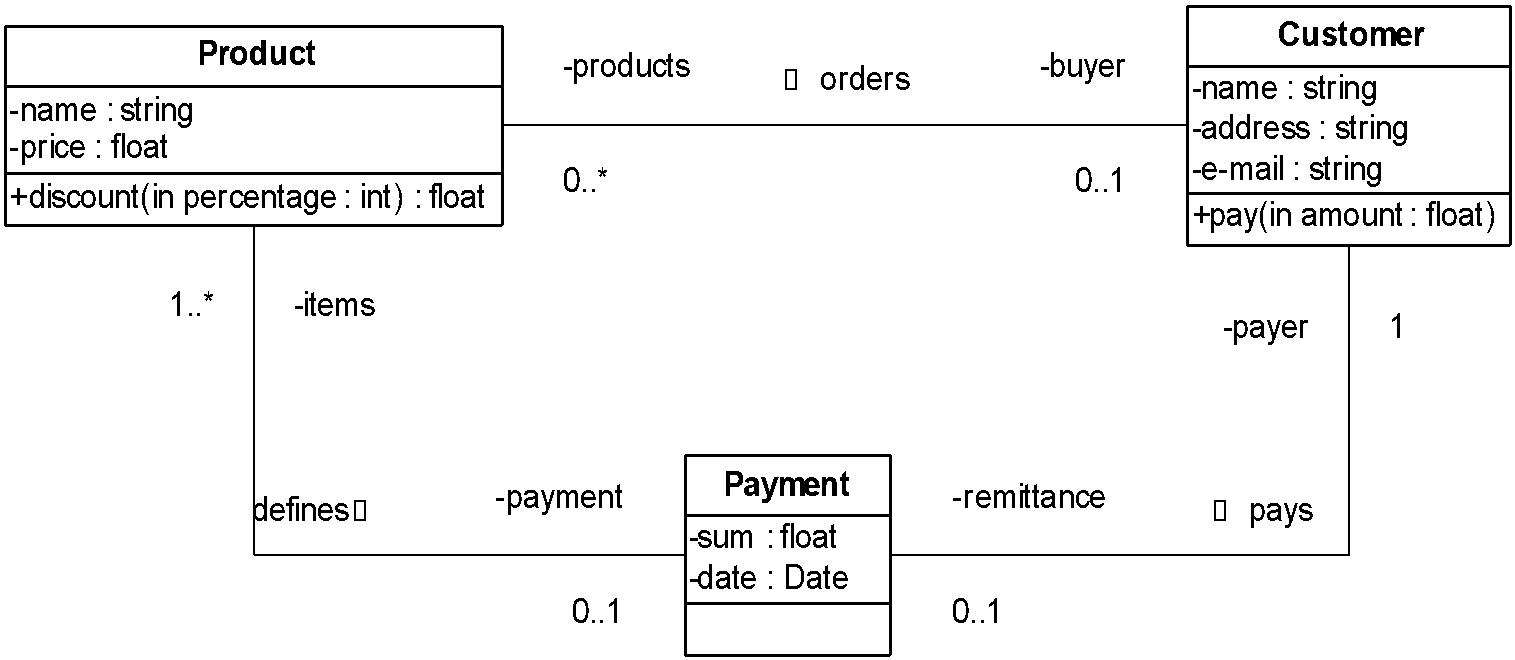 Product
-name : string
-price : float
+discount(in percentage : int) : float
-products
orders
-buyer
0..*
0..1
Customer
-name : string
-address : string
-e-mail : string
+pay(in amount : float)
1..*
-items
-payer
1
defines
-payment
0..1
Payment
-sum : float
-date : Date
-remittance
pays
0..1